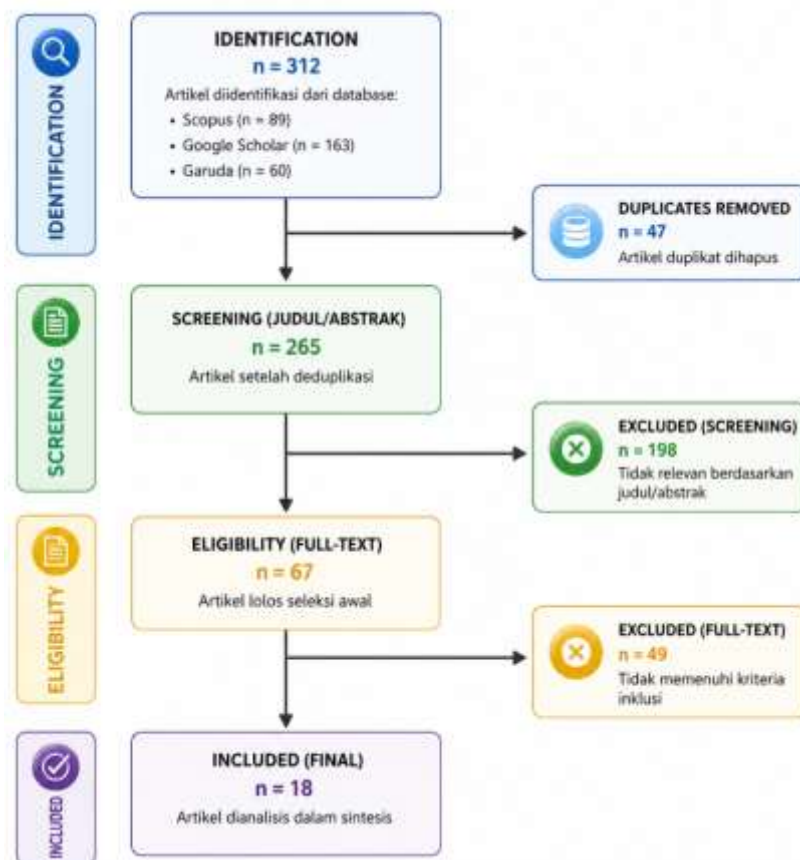 IDENTIFICATION
IDENTIFICATION
n = 312
Artikel diidentifikasi dari database:
• Scopus (n = 89)
• Google Scholar (n = 163)
• Garuda (n = 60)
DUPLICATES REMOVED
n = 47
Artikel duplikat dihapus
SCREENING
SCREENING (JUDUL/ABSTRAK)
n = 265
Artikel setelah deduplikasi
EXCLUDED (SCREENING)
n = 198
Tidak relevan berdasarkan
judul/abstrak
ELIGIBILITY
ELIGIBILITY (FULL-TEXT)
n = 67
Artikel lolos seleksi awal
EXCLUDED (FULL-TEXT)
n = 49
Tidak memenuhi kriteria
inklusi
INCLUDED
INCLUDED (FINAL)
n = 18
Artikel dianalisis dalam sintesis